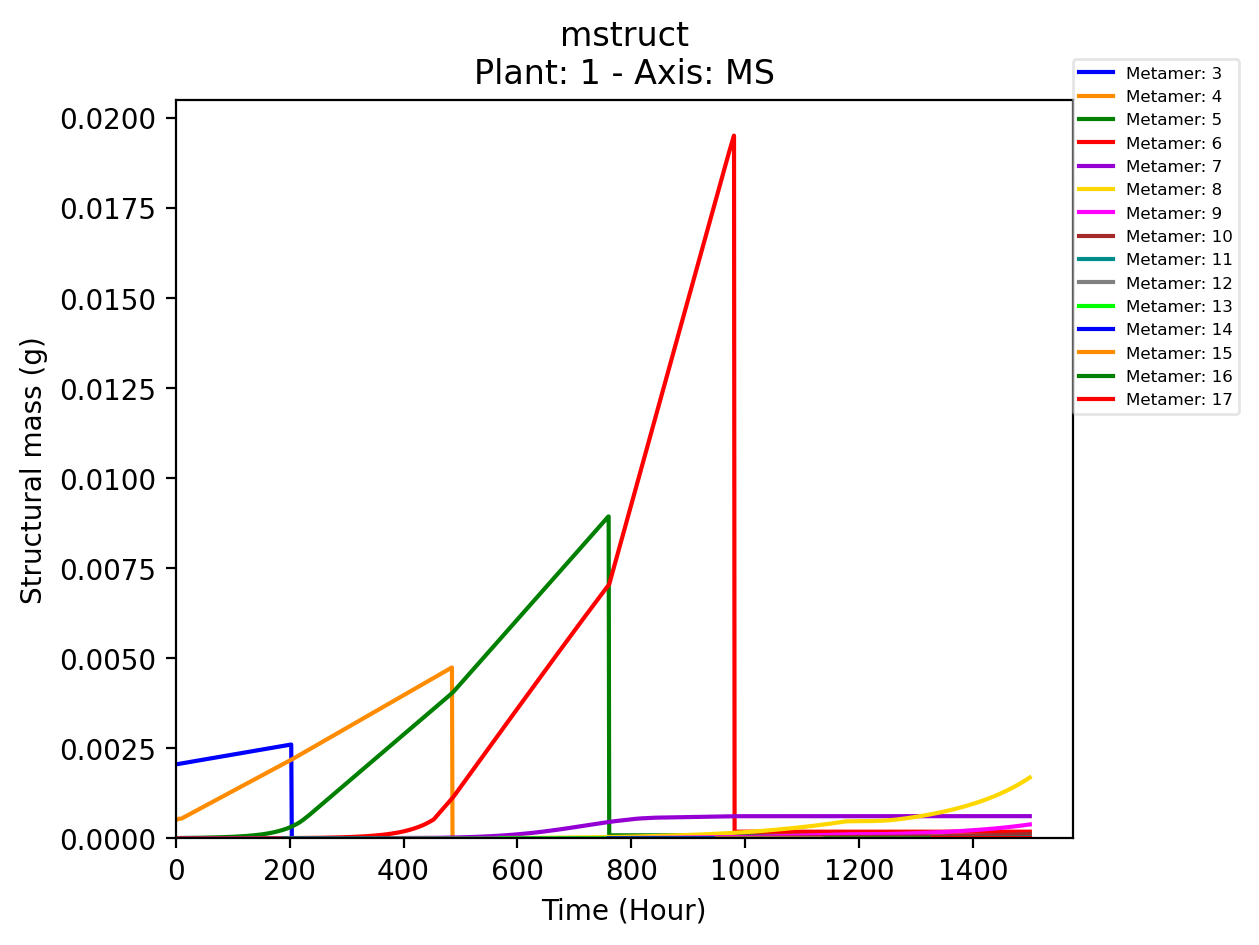 mstruct
Plant: 1 - Axis: MS
Metamer: 3
Metamer: 4
Metamer: 5
Metamer: 6
Metamer: 7
Metamer: 8
Metamer: 9
Metamer: 10
Metamer: 11
Metamer: 12
Metamer: 13
Metamer: 14
Metamer: 15
Metamer: 16
Metamer: 17
Structural mass (g)
0.0200
0.0175
0.0150
0.0125
0.0100
0.0075
0.0050
0.0025
0.0000
0 200 400 600 800 1000 1200 1400
Time (Hour)